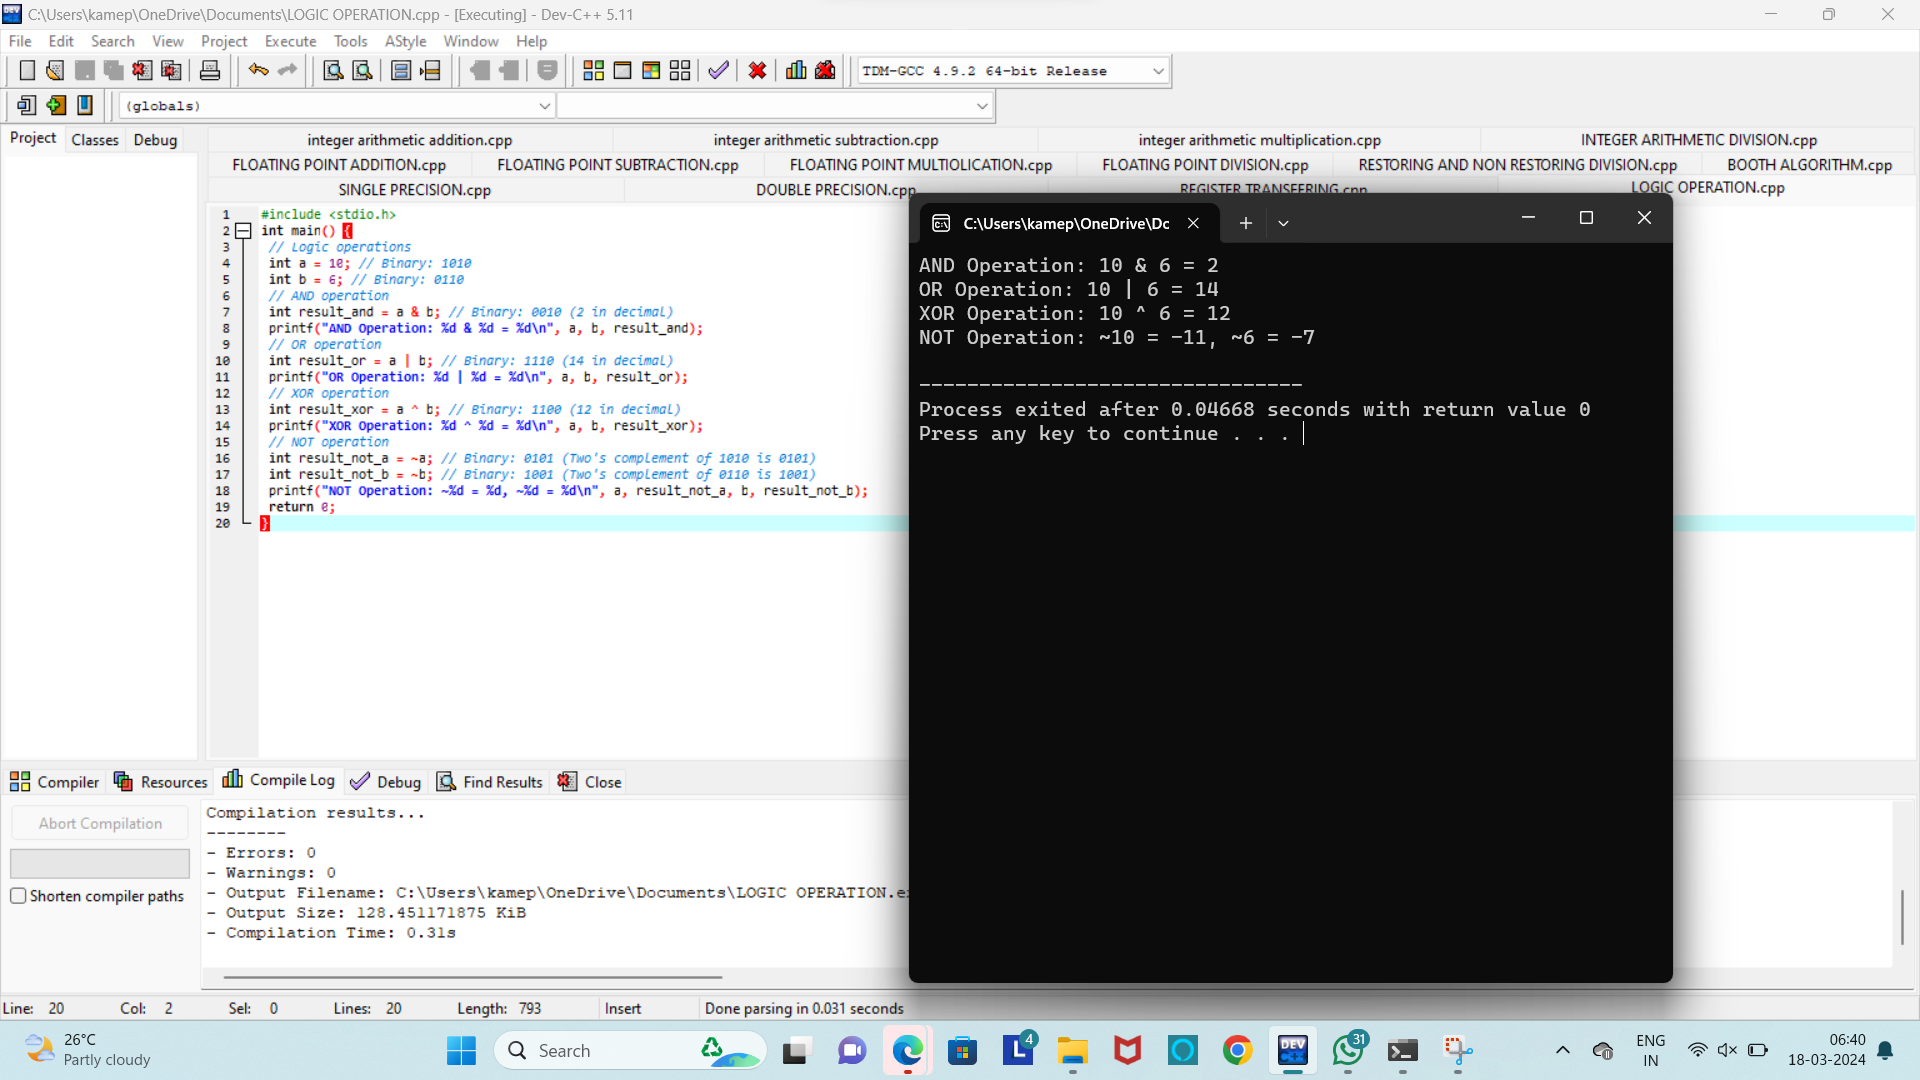 C:\Users\kamep\OneDrive\Documents\LOGIC OPERATION.cpp - [Executing] - Dev-C++ 5.11
File Edit Search View Project Execute Tools AStyle Window Help
TDM-GCC 4.9.2 64-bit Release
(globals)
Project Classes Debug
integer arithmetic addition.cpp integer arithmetic subtraction.cpp integer arithmetic multiplication.cpp INTEGER ARITHMETIC DIVISION.cpp
FLOATING POINT ADDITION.cpp FLOATING POINT SUBTRACTION.cpp FLOATING POINT MULTIOLICATION.cpp FLOATING POINT DIVISION.cpp RESTORING AND NON RESTORING DIVISION.cpp BOOTH ALGORITHM.cpp
SINGLE PRECISION.cpp DOUBLE PRECISION.cpp REGISTER TRANSFERING.cpp LOGIC OPERATION.cpp
1 #include <stdio.h>
2 int main() {
3 // Logic operations
4 int a = 10; // Binary: 1010
5 int b = 6; // Binary: 0110
6 // AND operation
7 int result_and = a & b; // Binary: 0010 (2 in decimal)
8 printf("AND Operation: %d & %d = %d\n", a, b, result_and);
9 // OR operation
10 int result_or = a | b; // Binary: 1110 (14 in decimal)
11 printf("OR Operation: %d | %d = %d\n", a, b, result_or);
12 // XOR operation
13 int result_xor = a ^ b; // Binary: 1100 (12 in decimal)
14 printf("XOR Operation: %d ^ %d = %d\n", a, b, result_xor);
15 // NOT operation
16 int result_not_a = ~a; // Binary: 0101 (Two's complement of 1010 is 0101)
17 int result_not_b = ~b; // Binary: 1001 (Two's complement of 0110 is 1001)
18 printf("NOT Operation: ~%d = %d, ~%d = %d\n", a, result_not_a, b, result_not_b);
19 return 0;
20 }
C:\Users\kamep\OneDrive\Dc
AND Operation: 10 & 6 = 2
OR Operation: 10 | 6 = 14
XOR Operation: 10 ^ 6 = 12
NOT Operation: ~10 = -11, ~6 = -7
--------------------------------
Process exited after 0.04668 seconds with return value 0
Press any key to continue . . .
Compiler Resources Compile Log Debug Find Results Close
Abort Compilation
Shorten compiler paths
Compilation results...
--------
- Errors: 0
- Warnings: 0
- Output Filename: C:\Users\kamep\OneDrive\Documents\LOGIC OPERATION.e
- Output Size: 128.451171875 KiB
- Compilation Time: 0.31s
Line: 20 Col: 2 Sel: 0 Lines: 20 Length: 793 Insert Done parsing in 0.031 seconds
26°C
Partly cloudy
Search
L 4
DEV C++
31
ENG
IN
06:40
18-03-2024